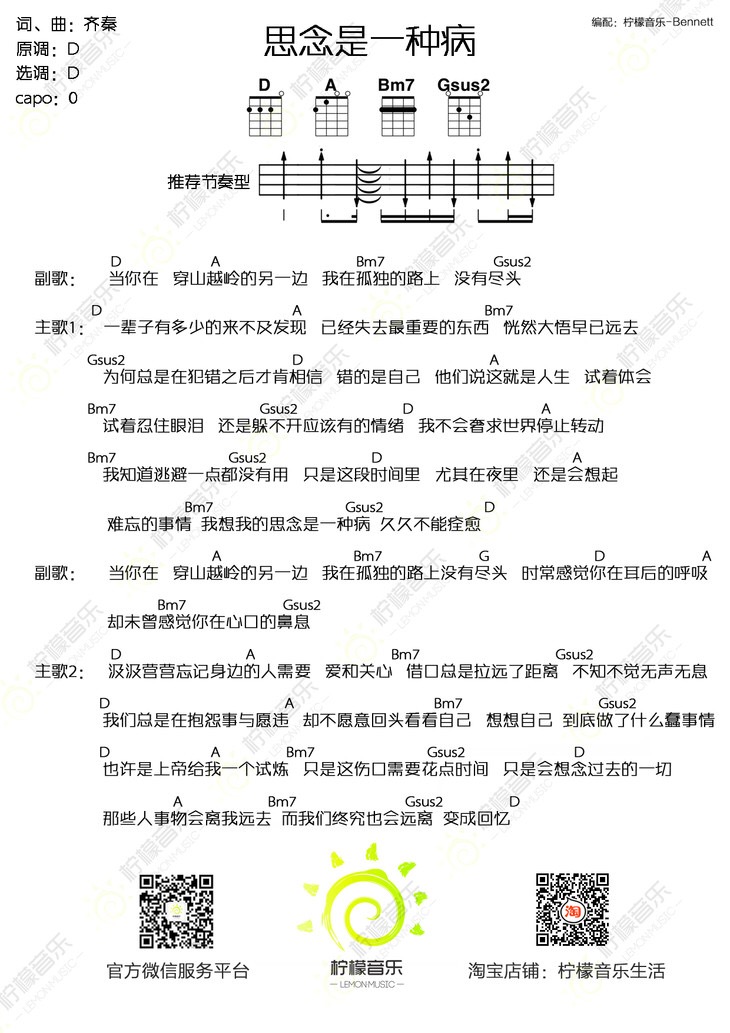 词、曲：齐秦
原调：D
选调：D
capo：0
思念是一种病
编配：柠檬音乐-Bennett
D A Bm7 Gsus2
推荐节奏型
D A Bm7 Gsus2
副歌： 当你在 穿山越岭的另一边 我在孤独的路上 没有尽头
D A Bm7
主歌1： 一辈子有多少的来不及发现 已经失去最重要的东西 恍然大悟早已远去
Gsus2 D A
为何总是在犯错之后才肯相信 错的是自己 他们说这就是人生 试着体会
Bm7 Gsus2 D A
试着忍住眼泪 还是躲不开应该有的情绪 我不会奢求世界停止转动
Bm7 Gsus2 D A
我知道逃避一点都没有用 只是这段时间里 尤其在夜里 还是会想起
Bm7 Gsus2 D
难忘的事情 我想我的思念是一种病 久久不能痊愈
A Bm7 G D A
副歌： 当你在 穿山越岭的另一边 我在孤独的路上没有尽头 时常感觉你在耳后的呼吸
Bm7 Gsus2
却未曾感觉你在心口的鼻息
D A Bm7 Gsus2
主歌2： 汲汲营营忘记身边的人需要 爱和关心 借口总是拉远了距离 不知不觉无声无息
D A Bm7 Gsus2
我们总是在抱怨事与愿违 却不愿意回头看看自己 想想自己 到底做了什么蠢事情
D A Bm7 Gsus2 D
也许是上帝给我一个试炼 只是这伤口需要花点时间 只是会想念过去的一切
A Bm7 Gsus2 D
那些人事物会离我远去 而我们终究也会远离 变成回忆
淘
官方微信服务平台
柠檬音乐
— LEMON MUSIC —
淘宝店铺：柠檬音乐生活